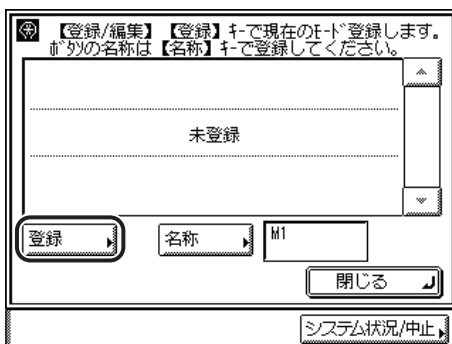 【登録/編集】【登録】ｷｰで現在のﾓｰﾄﾞ登録します。
ﾎﾞﾀﾝの名称は【名称】ｷｰで登録してください。
未登録
登録 名称 M1
閉じる
システム状況/中止